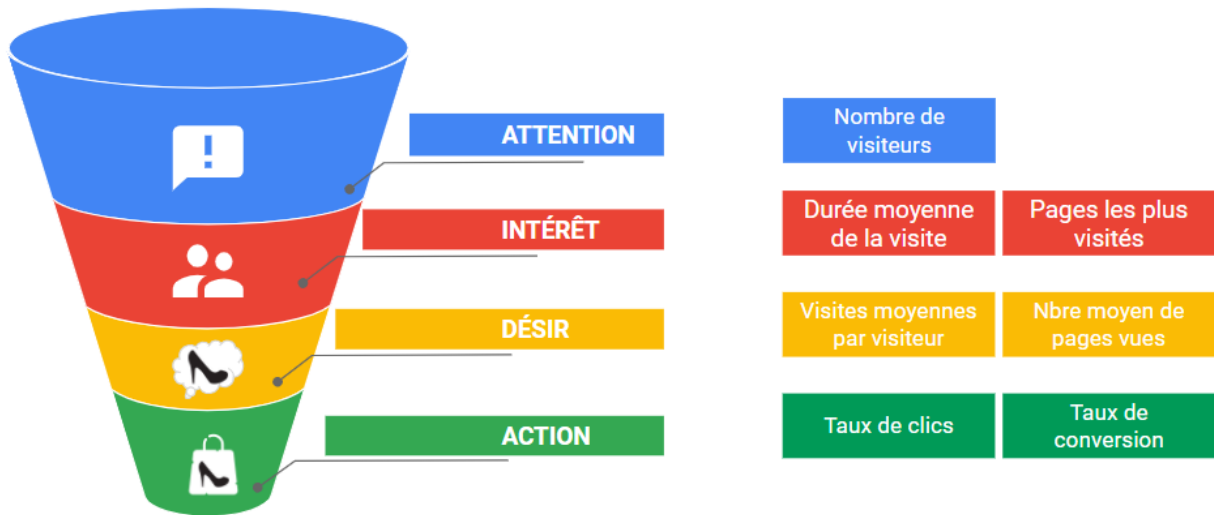 ATTENTION
Nombre de
visiteurs
INTÉRÊT
Durée moyenne
de la visite
Pages les plus
visités
DÉSIR
Visites moyennes
par visiteur
Nbre moyen de
pages vues
ACTION
Taux de clics
Taux de
conversion